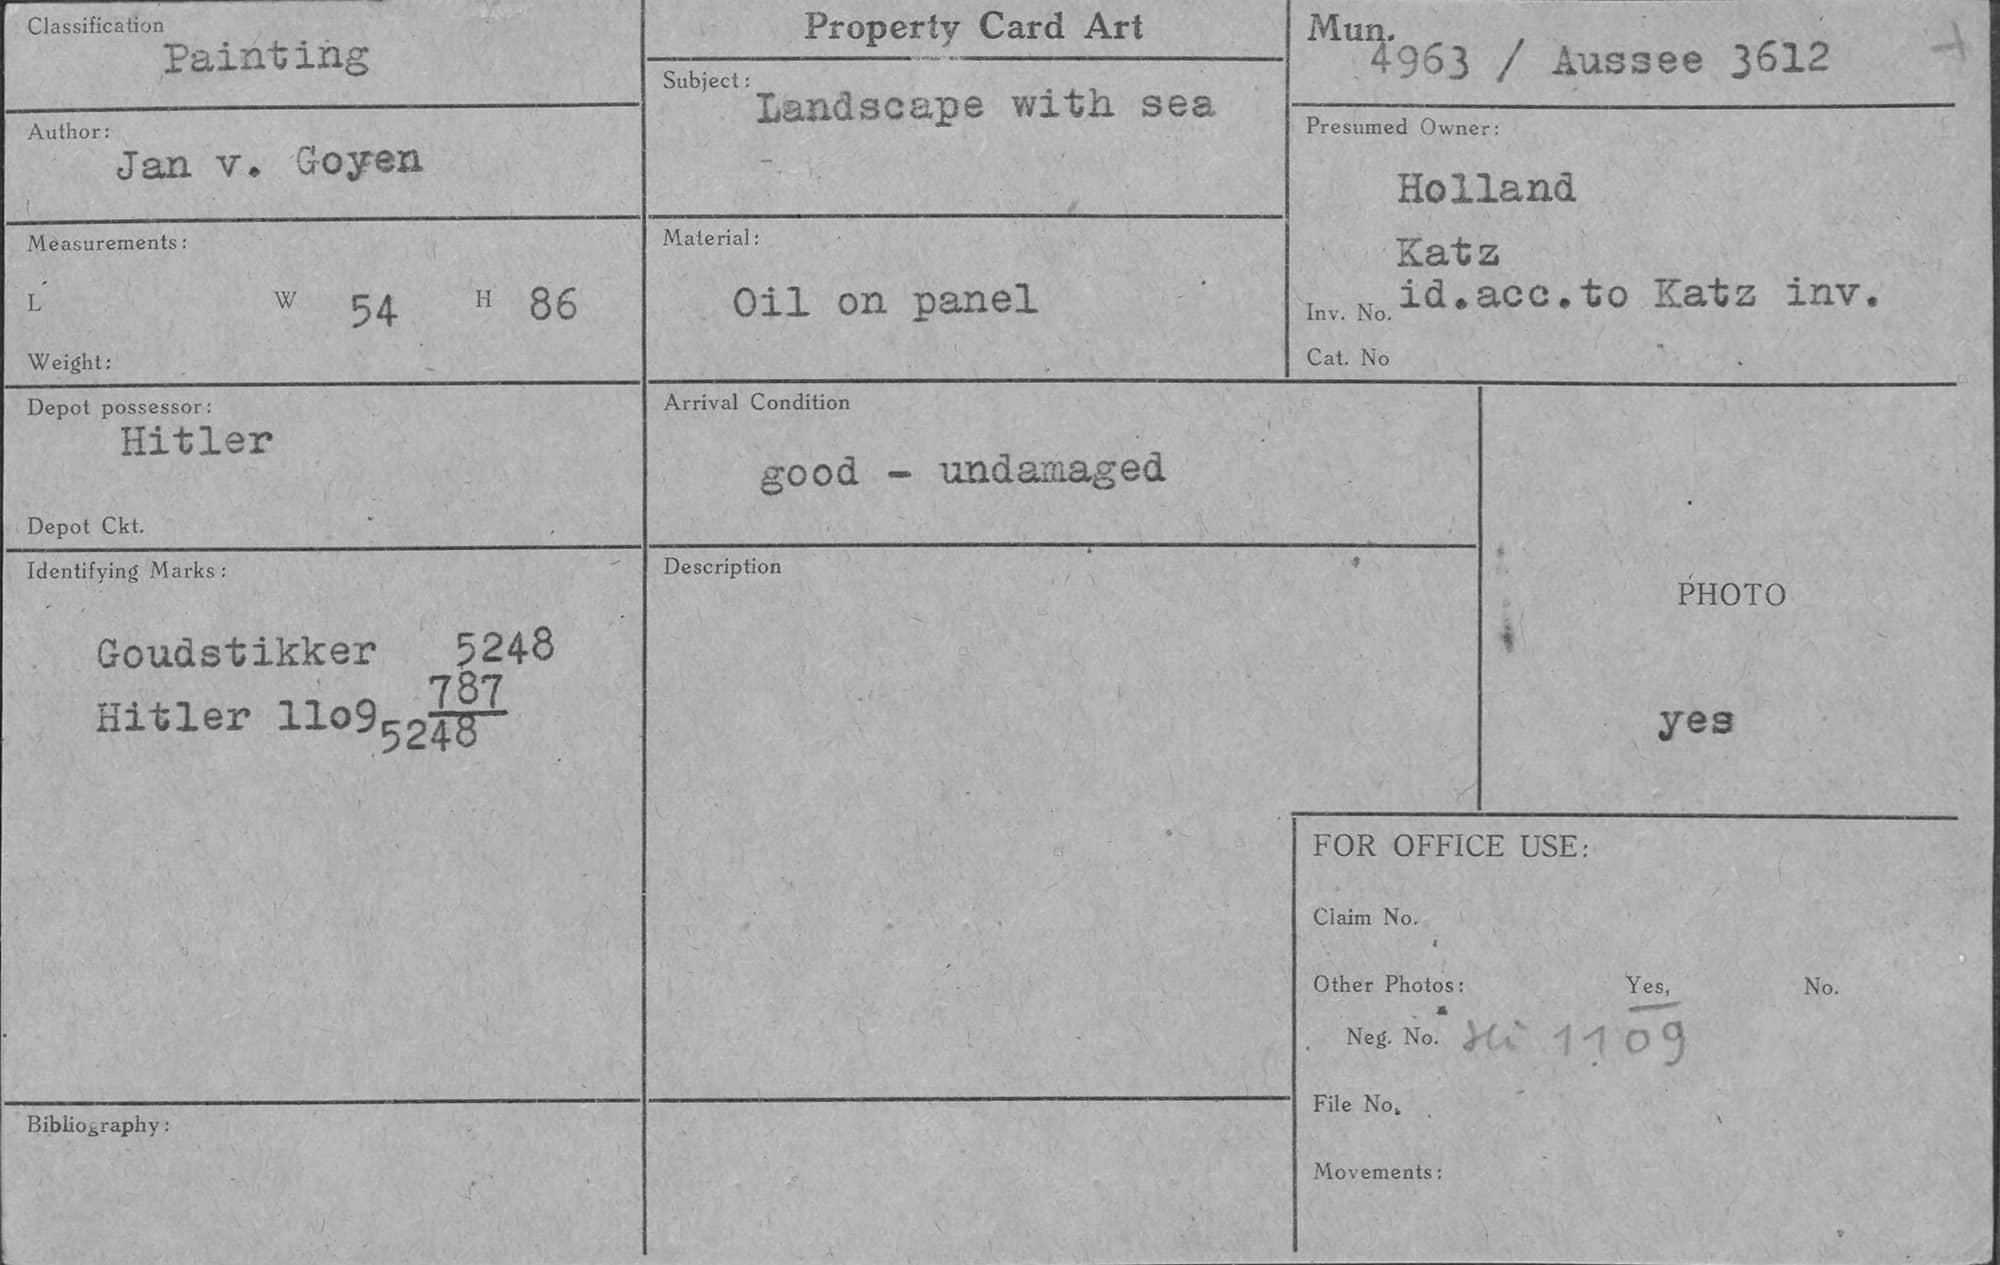 Classification
Painting
Author:
Jan v. Goyen
Measurements:
L W 54 H 86
Weight:
Depot possessor:
Hitler
Depot Ckt.
Identifying Marks:
Goudstikker 5248
787
Hitler 11o9 5248
Bibliography:
Property Card Art
Subject:
Landscape with sea
Material:
Oil on panel
Arrival Condition
good - undamaged
Description
Mun.
4963 / Aussee 3612
Presumed Owner:
Holland
Katz
Inv. No. id.acc.to Katz inv.
Cat. No
PHOTO
yes
FOR OFFICE USE:
Claim No.
Other Photos: Yes, No.
Neg. No. Hi 1109
File No.
Movements: